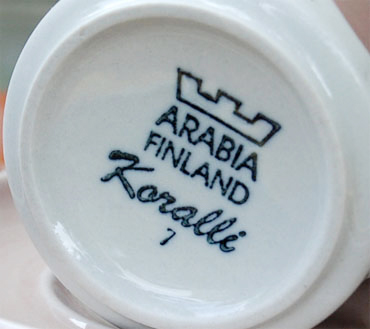 ARABIA
FINLAND
Koralli
7